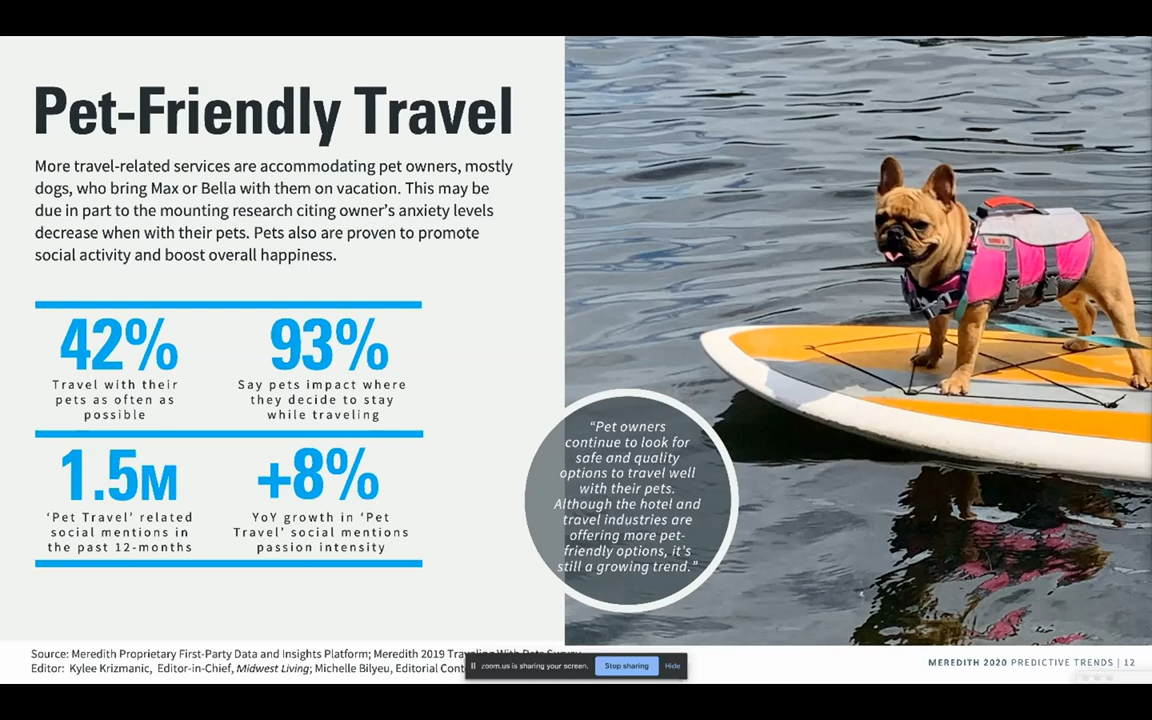 Pet-Friendly Travel
More travel-related services are accommodating pet owners, mostly
dogs, who bring Max or Bella with them on vacation. This may be
due in part to the mounting research citing owner's anxiety levels
decrease when with their pets. Pets also are proven to promote
social activity and boost overall happiness.
42%
Travel with their
pets as often as
possible
93%
Say pets impact where
they decide to stay
while traveling
1.5M
'Pet Travel' related
social mentions in
the past 12-months
+8%
YoY growth in 'Pet
Travel' social mentions
passion intensity
“Pet owners
continue to look for
safe and quality
options to travel well
with their pets.
Although the hotel and
travel industries are
offering more pet-
friendly options, it’s
still a growing trend.”
Source: Meredith Proprietary First-Party Data and Insights Platform; Meredith 2019 Traveling With Pets Survey
Editor: Kylee Krizmanic, Editor-in-Chief, Midwest Living; Michelle Bilyeu, Editorial
zoom.us is sharing your screen.
Stop sharing
Hide
MEREDITH 2020 PREDICTIVE TRENDS | 12